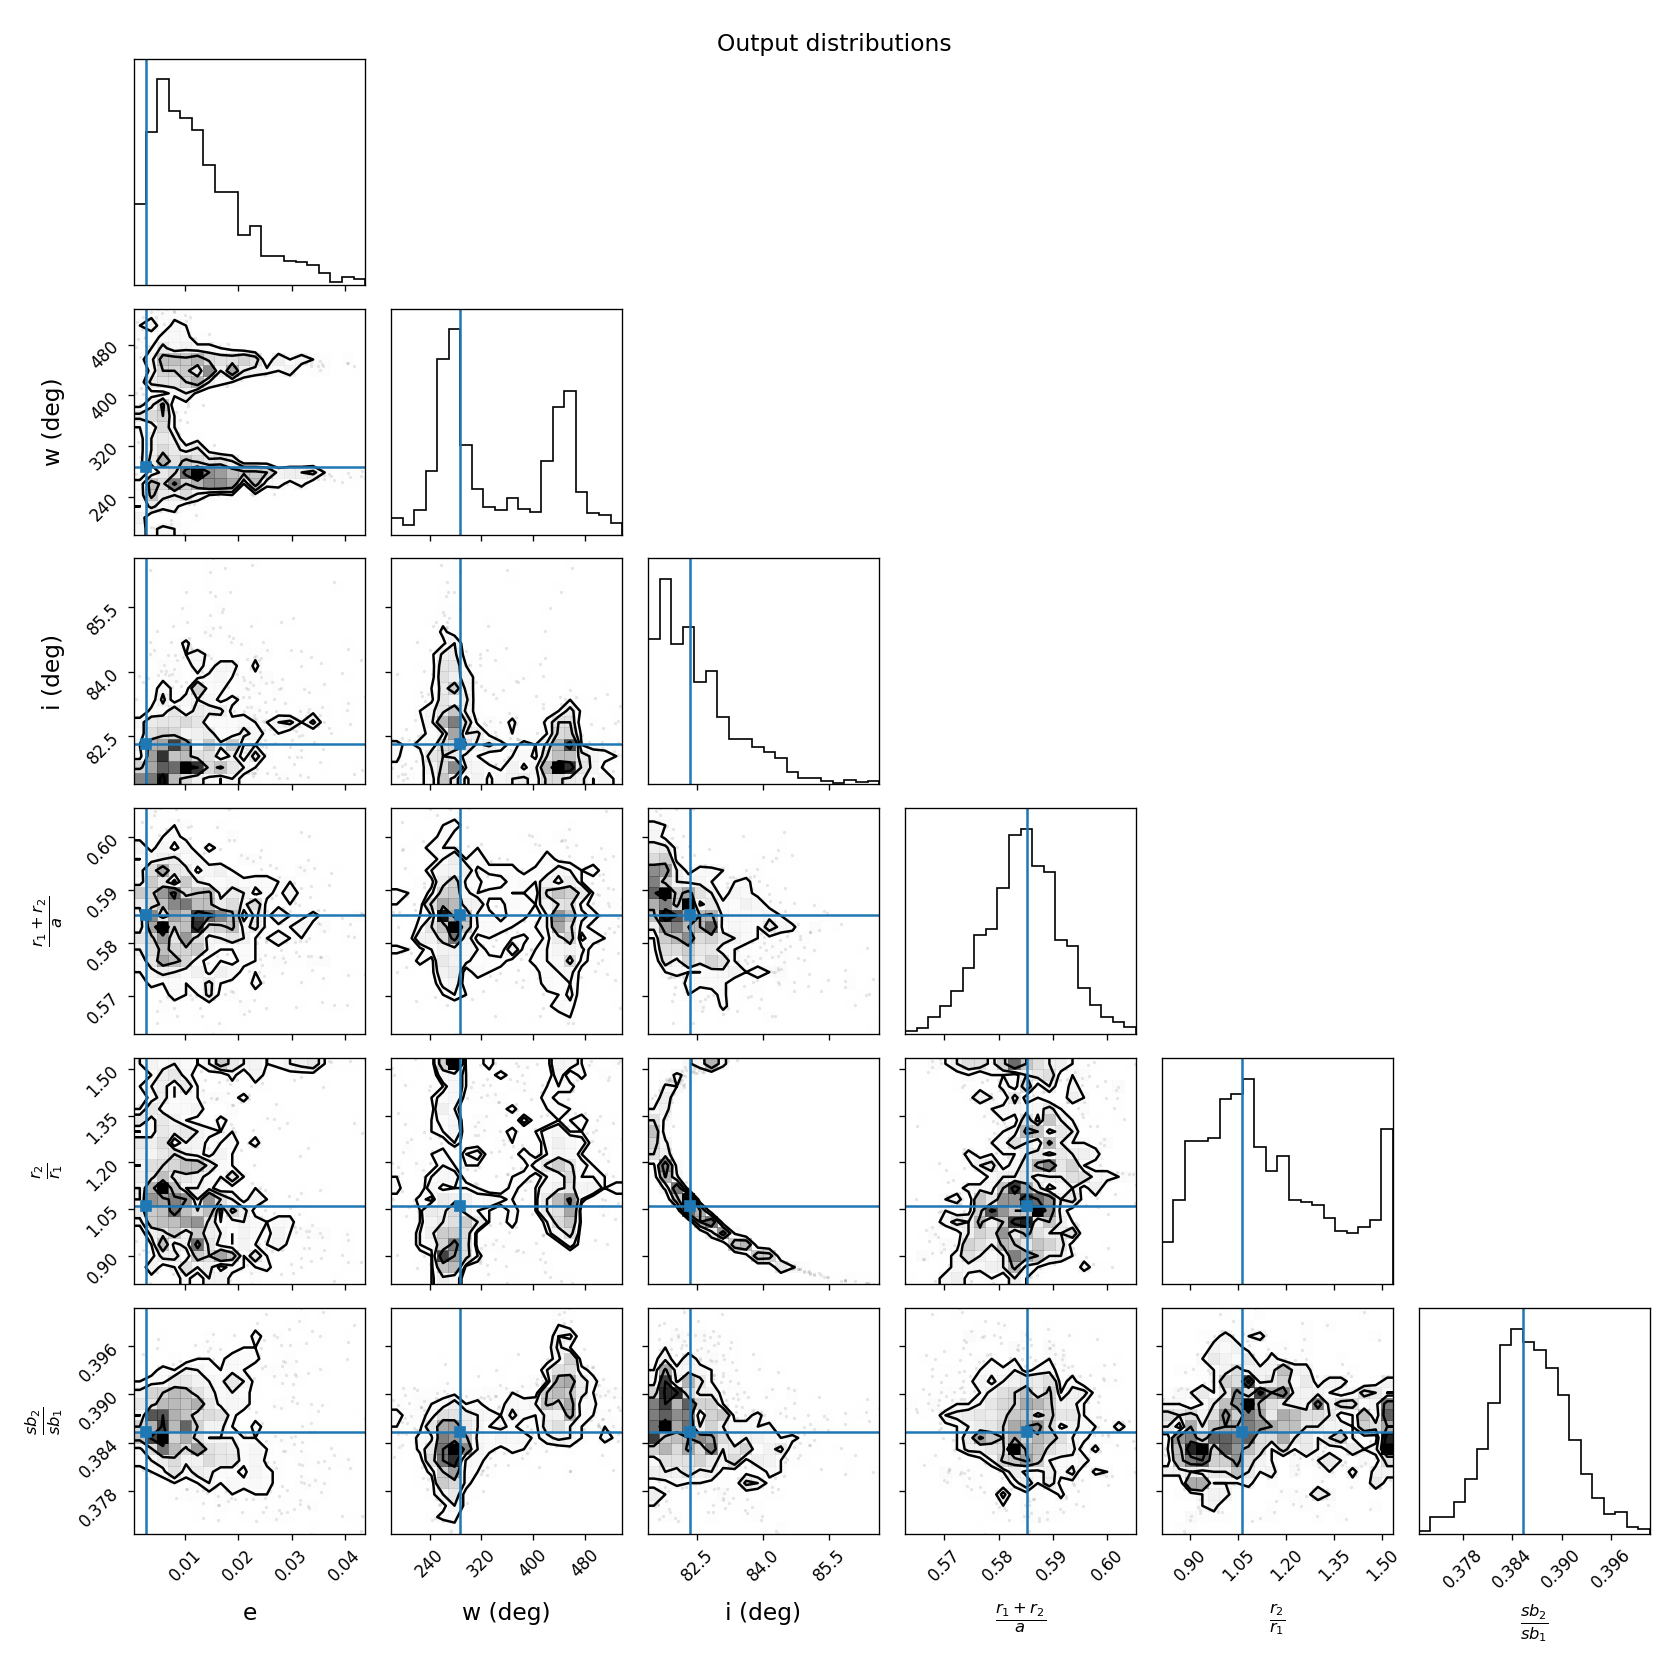 Output distributions
480
400
320
240
w (deg)
85.5
84.0
82.5
i (deg)
0.60
0.59
0.58
0.57
r₁ + r₂
a
1.50
1.35
1.20
1.05
0.90
r₂
r₁
0.396
0.390
0.384
0.378
sb₂
sb₁
0.01 0.02 0.03 0.04 240 320 400 480 82.5 84.0 85.5 0.57 0.58 0.59 0.60 0.90 1.05 1.20 1.35 1.50 0.378 0.384 0.390 0.396
e w (deg) i (deg) r₁ + r₂ r₂ sb₂
a r₁ sb₁